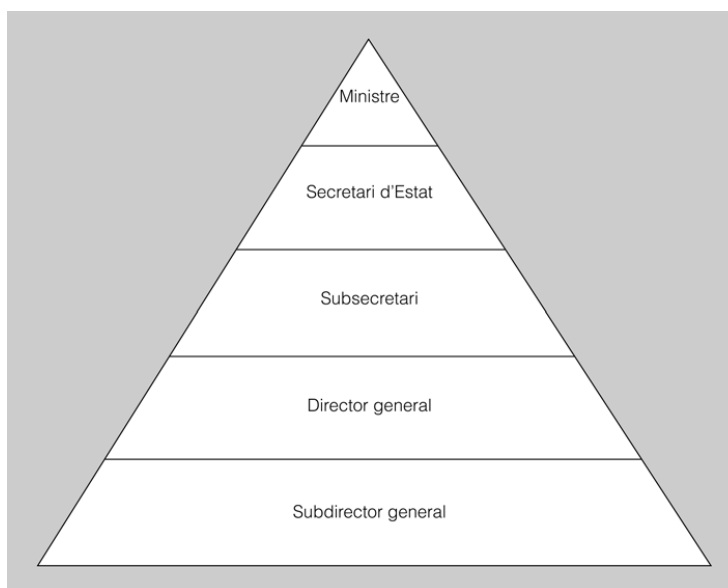 Ministre
Secretari d'Estat
Subsecretari
Director general
Subdirector general